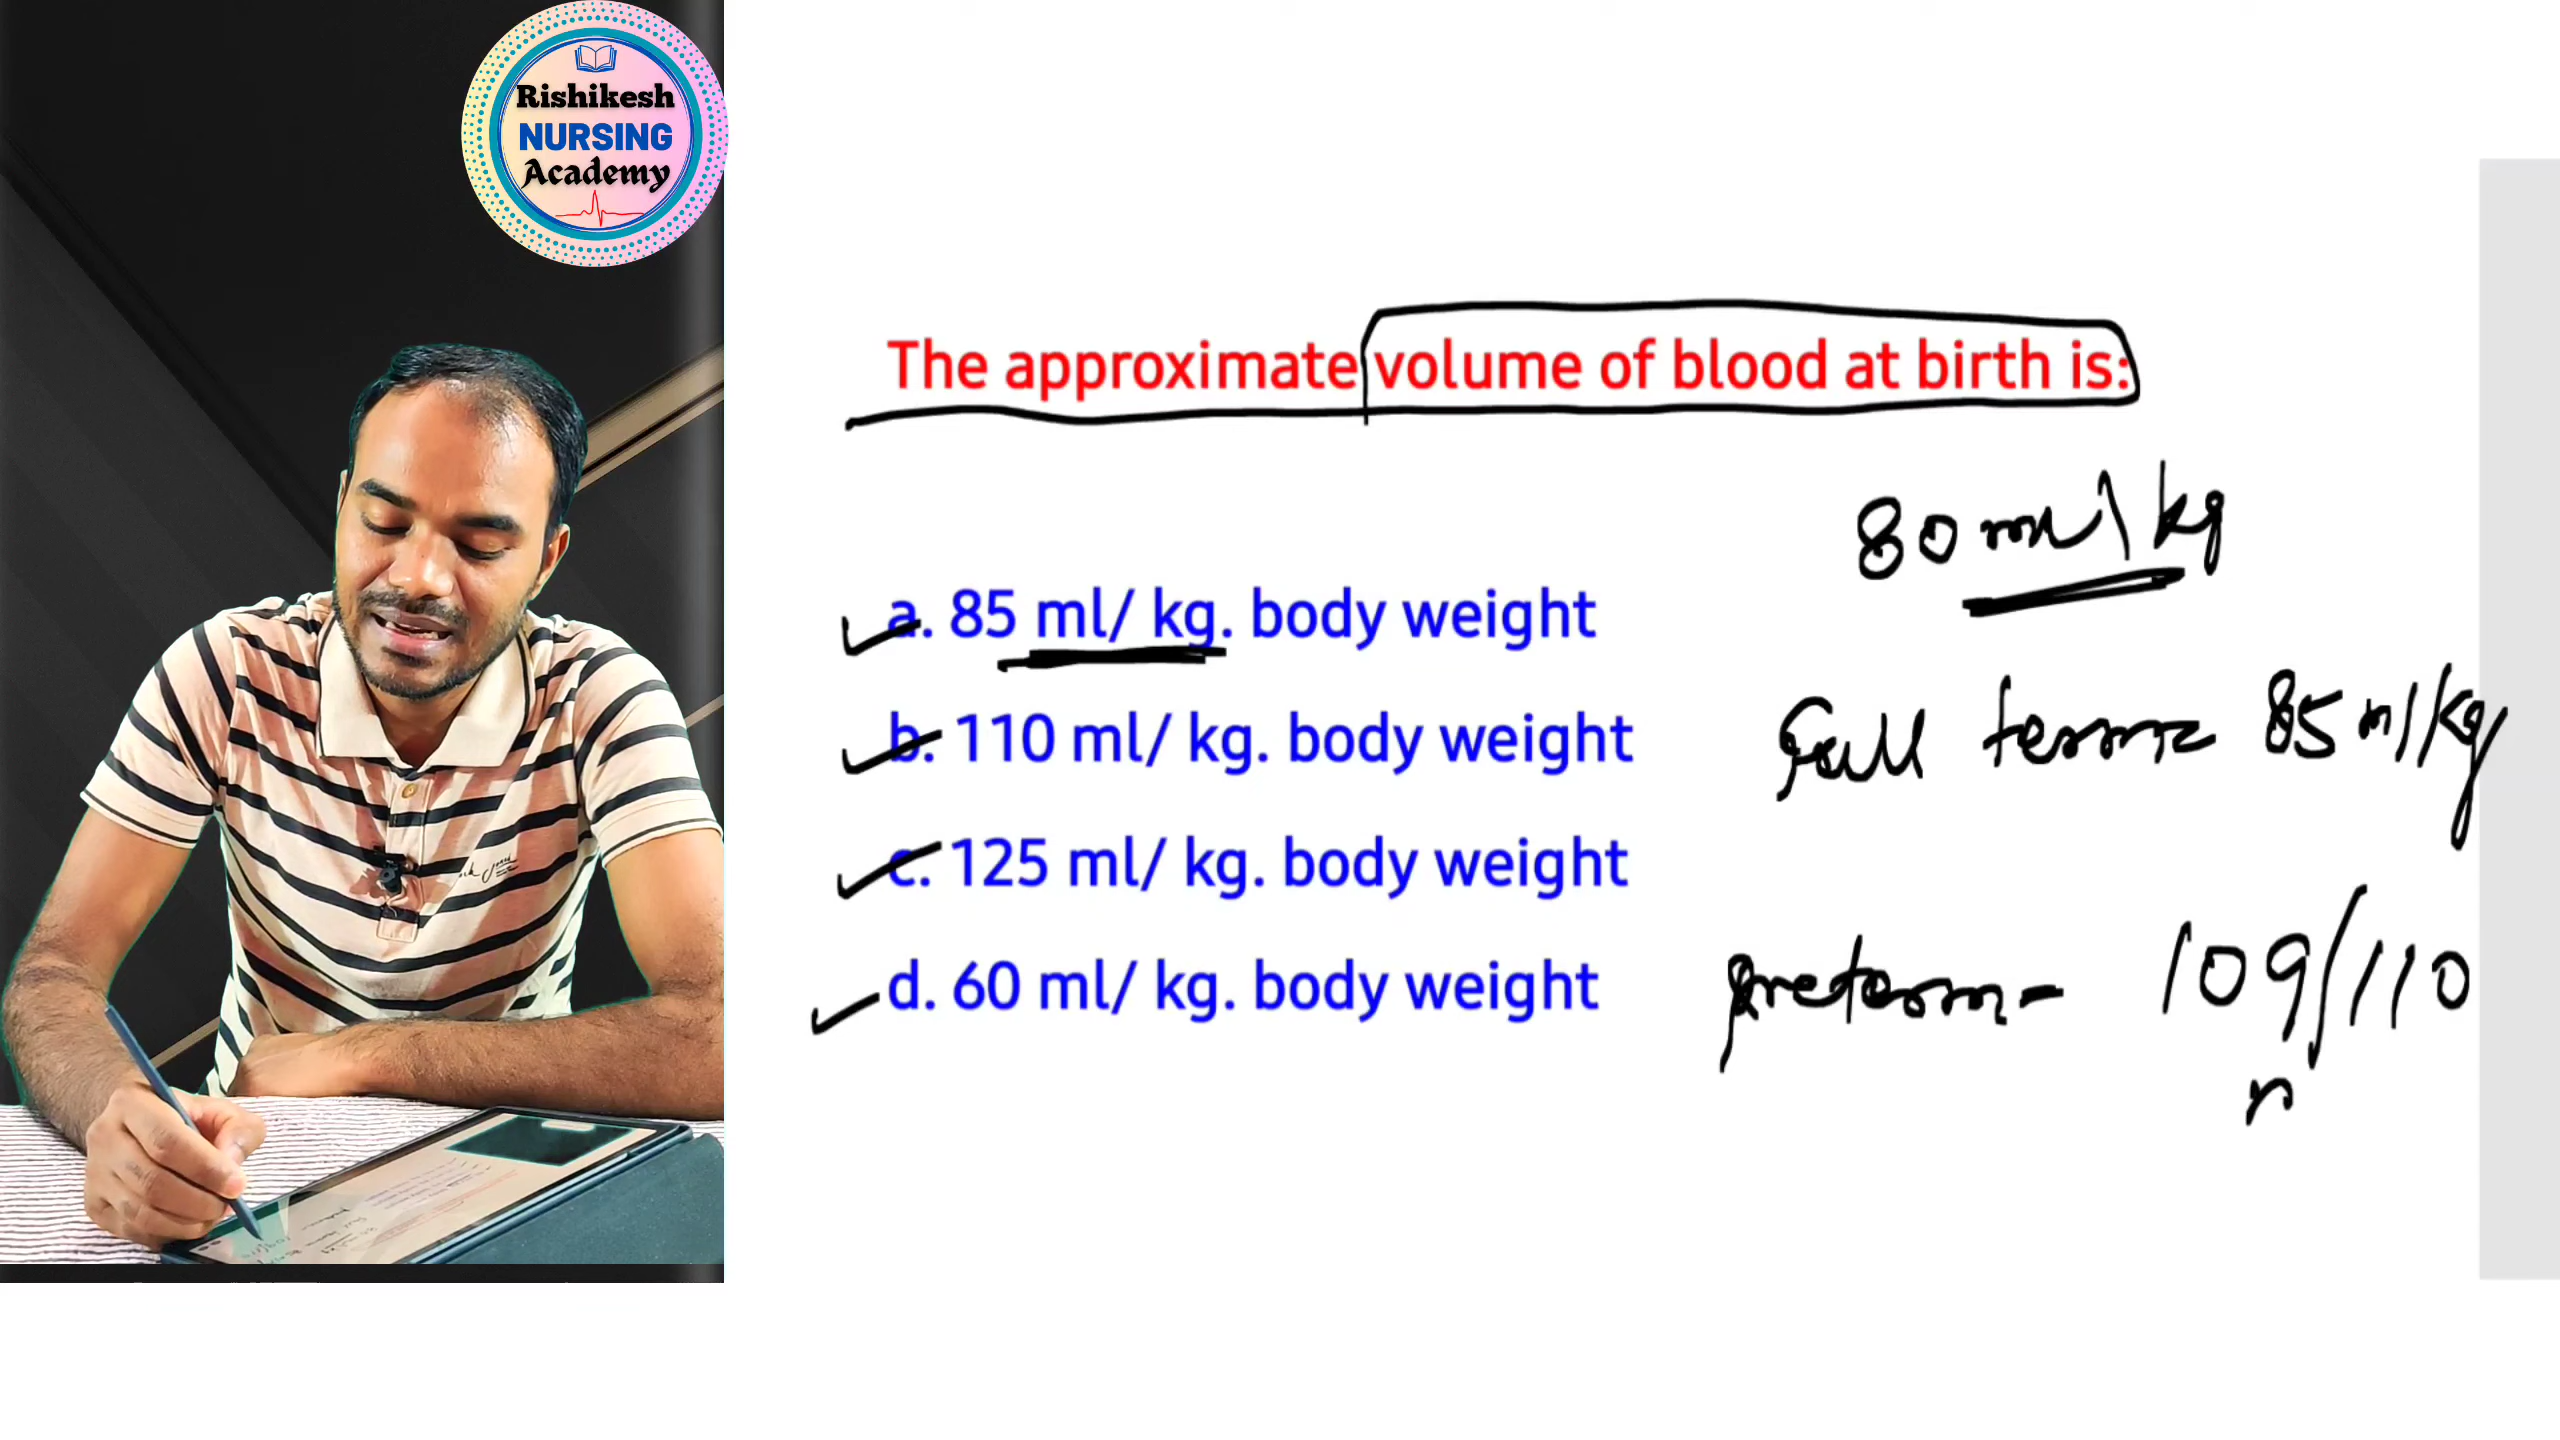 Rishikesh
NURSING
Academy
The approximate volume of blood at birth is:
80 ml/kg
a. 85 ml/ kg. body weight
Full term= 85 ml/kg
b. 110 ml/ kg. body weight
c. 125 ml/ kg. body weight
preterm- 109/110
d. 60 ml/ kg. body weight